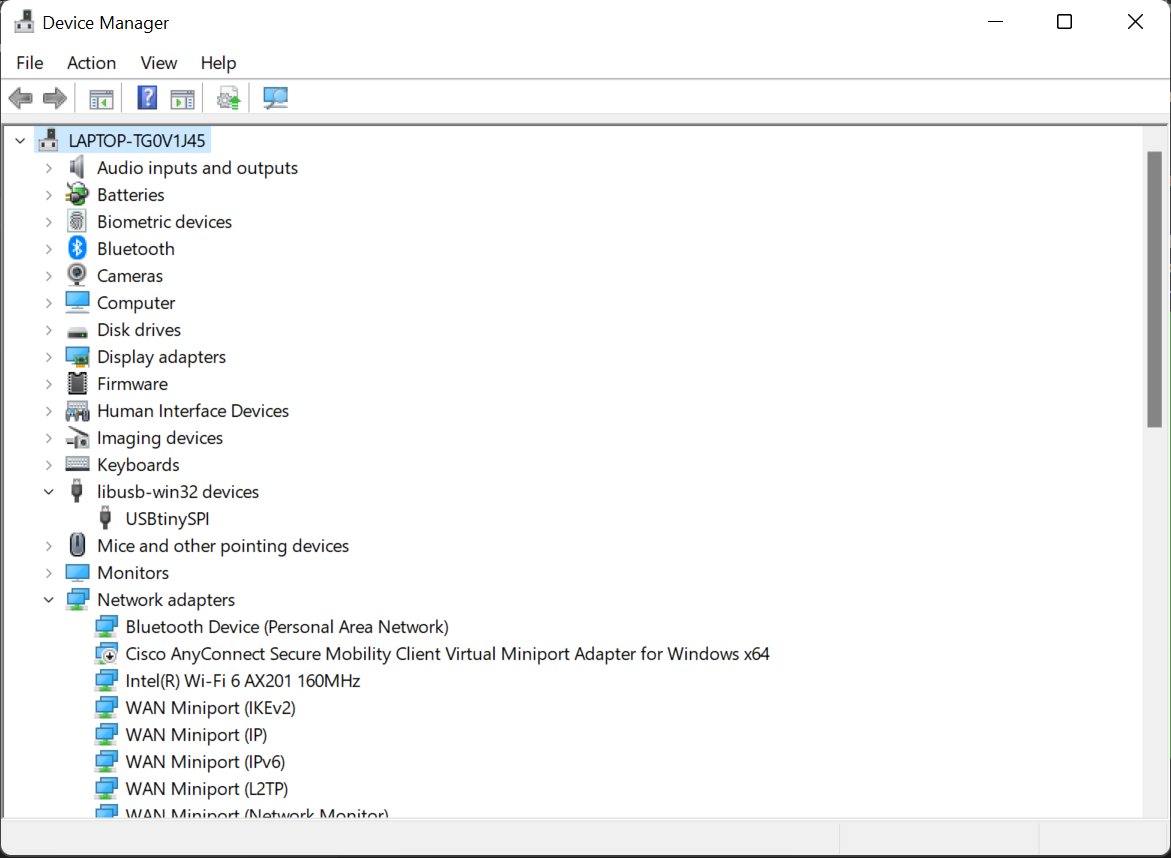 Device Manager
File Action View Help
LAPTOP-TG0V1J45
Audio inputs and outputs
Batteries
Biometric devices
Bluetooth
Cameras
Computer
Disk drives
Display adapters
Firmware
Human Interface Devices
Imaging devices
Keyboards
libusb-win32 devices
USBtinySPI
Mice and other pointing devices
Monitors
Network adapters
Bluetooth Device (Personal Area Network)
Cisco AnyConnect Secure Mobility Client Virtual Miniport Adapter for Windows x64
Intel(R) Wi-Fi 6 AX201 160MHz
WAN Miniport (IKEv2)
WAN Miniport (IP)
WAN Miniport (IPv6)
WAN Miniport (L2TP)
WAN Miniport (Network Monitor)